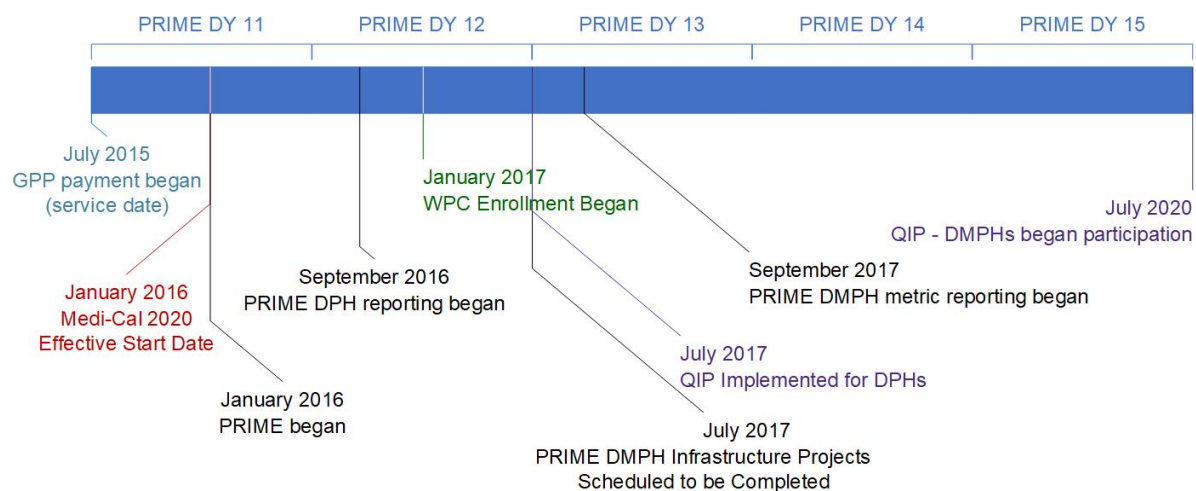 PRIME DY 11
PRIME DY 12
PRIME DY 13
PRIME DY 14
PRIME DY 15
July 2015
GPP payment began
(service date)
January 2017
WPC Enrollment Began
July 2020
QIP - DMPHs began participation
January 2016
Medi-Cal 2020
Effective Start Date
September 2016
PRIME DPH reporting began
September 2017
PRIME DMPH metric reporting began
July 2017
QIP Implemented for DPHs
January 2016
PRIME began
July 2017
PRIME DMPH Infrastructure Projects
Scheduled to be Completed